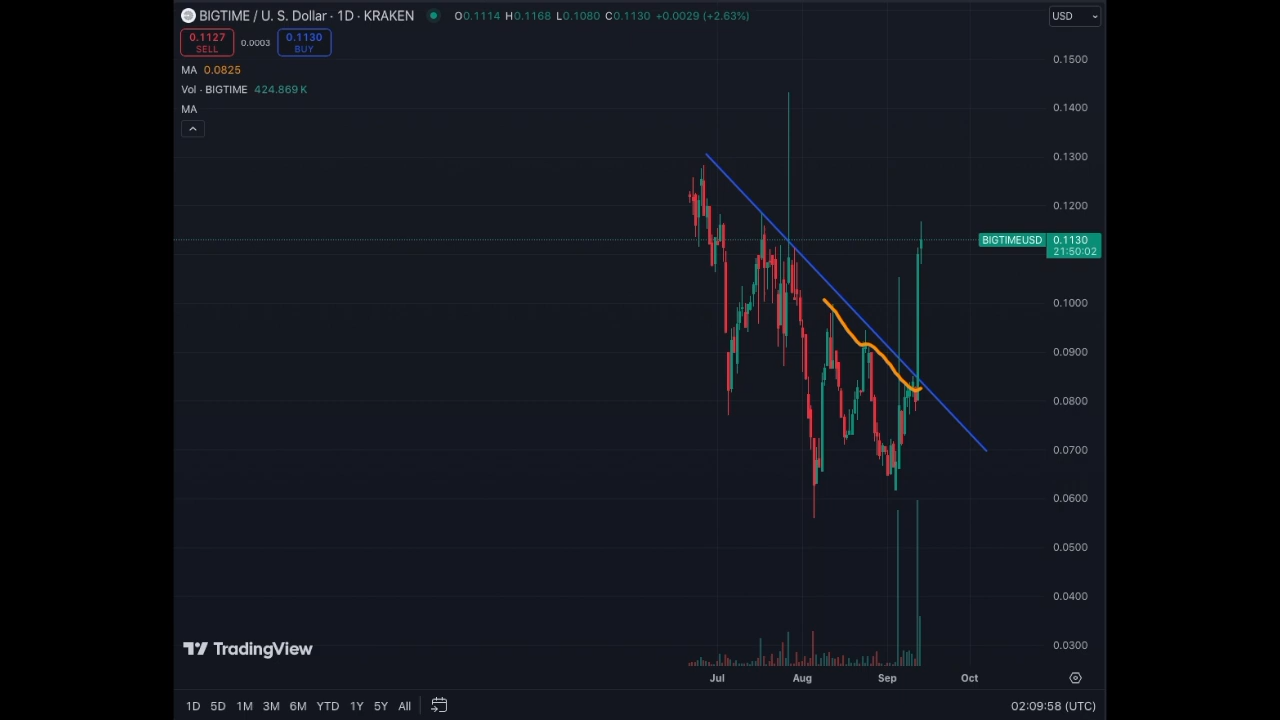 BIGTIME / U. S. Dollar · 1D · KRAKEN O0.1114 H0.1168 L0.1080 C0.1130 +0.0029 (+2.63%)
USD
0.1127 0.0003 0.1130
SELL BUY
MA 0.0825
Vol · BIGTIME 424.869 K
MA
0.1500
0.1400
0.1300
0.1200
BIGTIMEUSD 0.1130
21:50:02
0.1000
0.0900
0.0800
0.0700
0.0600
0.0500
0.0400
0.0300
TradingView
Jul Aug Sep Oct
1D 5D 1M 3M 6M YTD 1Y 5Y All 02:09:58 (UTC)